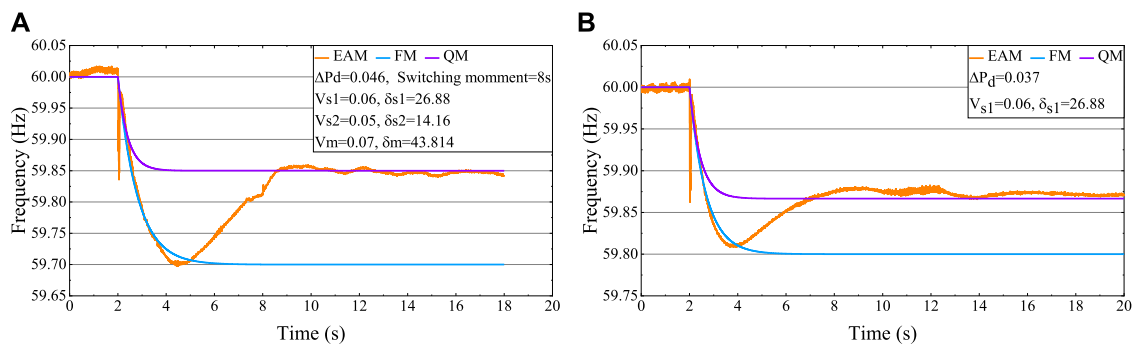 A
60.05
60.00
59.95
59.90
59.85
59.80
59.75
59.70
59.65
Frequency (Hz)
EAM FM QM
ΔPd=0.046, Switching momment=8s
Vs1=0.06, δs1=26.88
Vs2=0.05, δs2=14.16
Vm=0.07, δm=43.814
0 2 4 6 8 10 12 14 16 18 20
Time (s)
B
60.05
60.00
59.95
59.90
59.85
59.80
59.75
Frequency (Hz)
EAM FM QM
ΔPd=0.037
Vs1=0.06, δs1=26.88
0 2 4 6 8 10 12 14 16 18 20
Time (s)